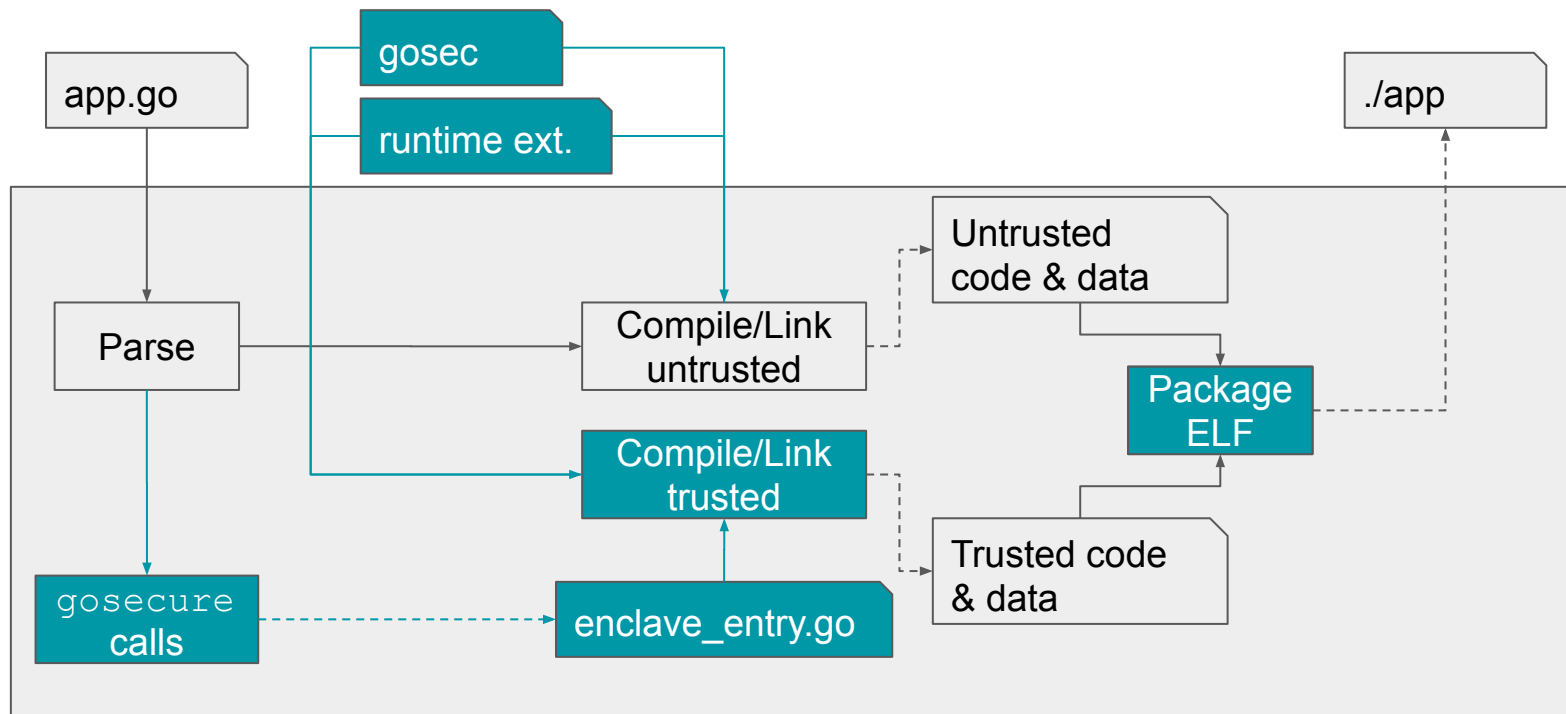 gosec
app.go
runtime ext.
./app
Untrusted
code & data
Parse
Compile/Link
untrusted
Package
ELF
Compile/Link
trusted
Trusted code
& data
gosecure
calls
enclave_entry.go